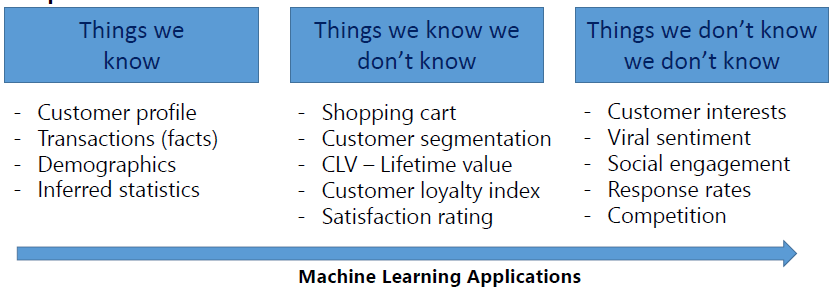 Things we
know
- Customer profile
- Transactions (facts)
- Demographics
- Inferred statistics
Things we know we
don't know
- Shopping cart
- Customer segmentation
- CLV – Lifetime value
- Customer loyalty index
- Satisfaction rating
Things we don't know
we don't know
- Customer interests
- Viral sentiment
- Social engagement
- Response rates
- Competition
Machine Learning Applications